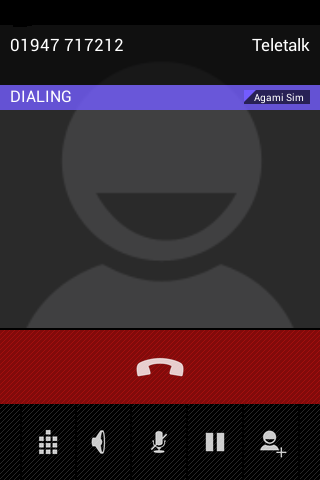 01947 717212 Teletalk
DIALING Agami Sim